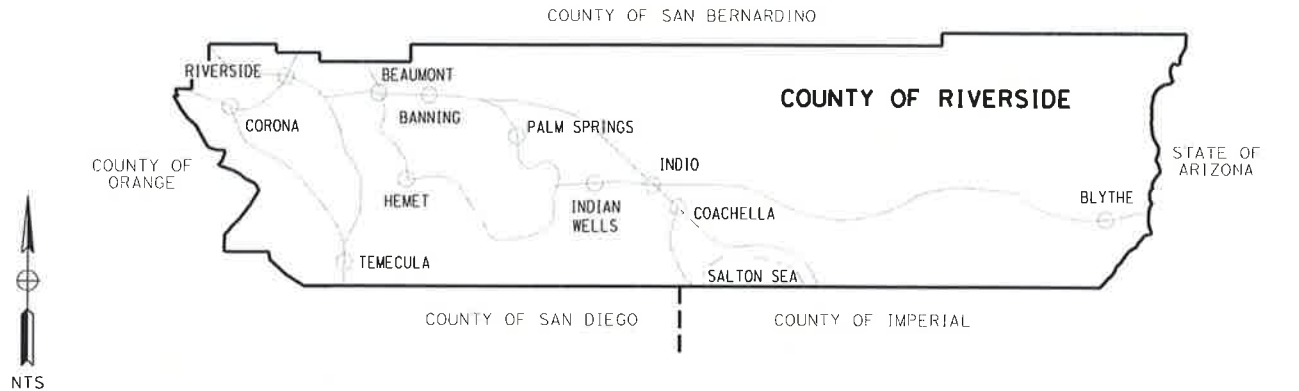 COUNTY OF SAN BERNARDINO
RIVERSIDE
BEAUMONT
COUNTY OF RIVERSIDE
BANNING
CORONA
PALM SPRINGS
COUNTY OF
ORANGE
INDIO
STATE OF
ARIZONA
HEMET
INDIAN
WELLS
COACHELLA
BLYTHE
TEMECULA
SALTON SEA
COUNTY OF SAN DIEGO
COUNTY OF IMPERIAL
NTS